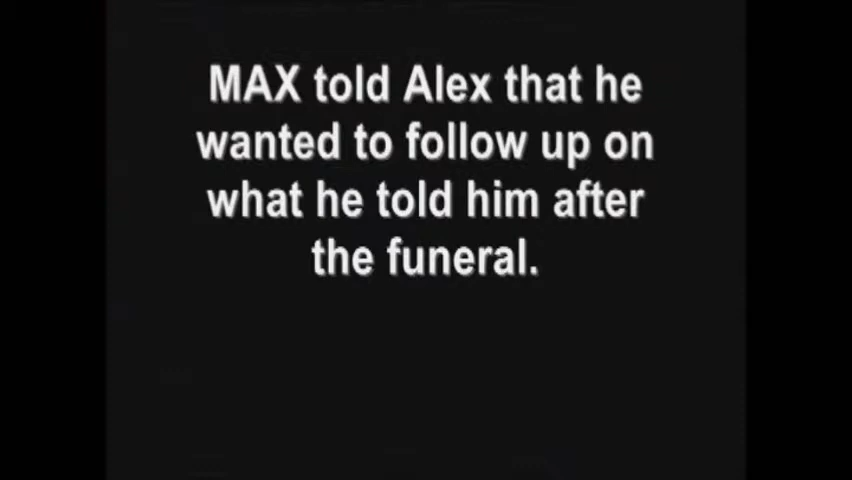 MAX told Alex that he
wanted to follow up on
what he told him after
the funeral.